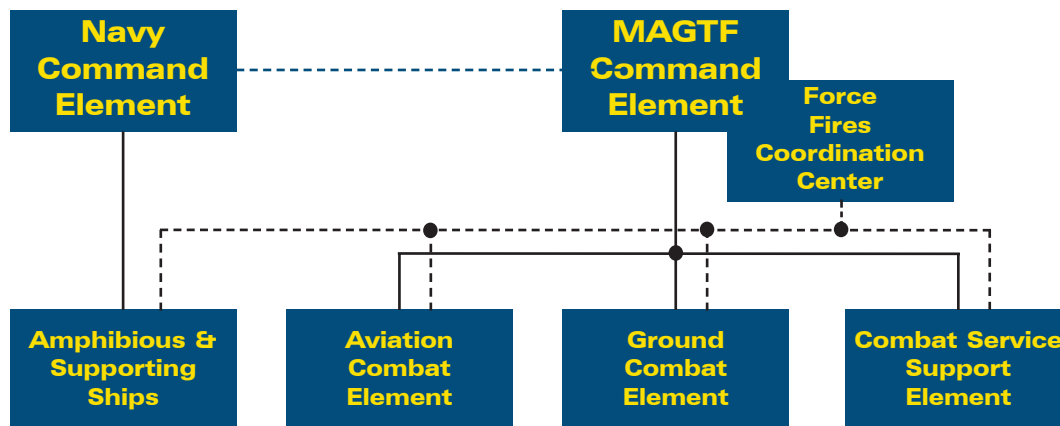 Navy
Command
Element
MAGTF
Command
Element
Force
Fires
Coordination
Center
Amphibious &
Supporting
Ships
Aviation
Combat
Element
Ground
Combat
Element
Combat Service
Support
Element